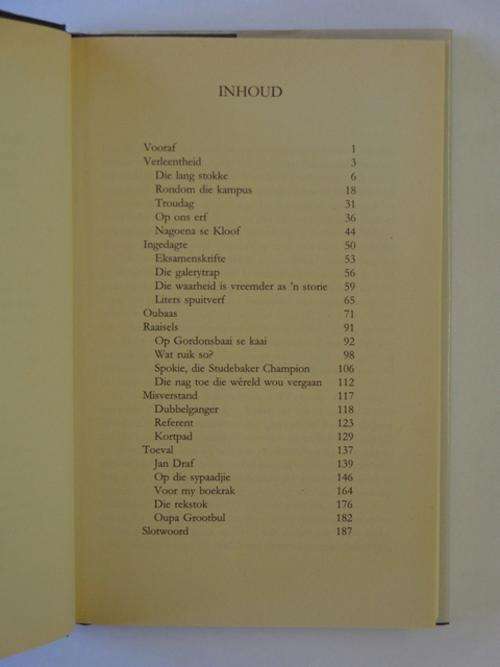 INHOUD
Vooraf 1
Verleentheid 3
Die lang stokke 6
Rondom die kampus 18
Troudag 31
Op ons erf 36
Nagoena se Kloof 44
Ingedagte 50
Eksamenskrifte 53
Die galerytrap 56
Die waarheid is vreemder as 'n storie 59
Liters spuitverf 65
Oubaas 71
Raaisels 91
Op Gordonsbaai se kaai 92
Wat ruik so? 98
Spokie, die Studebaker Champion 106
Die nag toe die wêreld wou vergaan 112
Misverstand 117
Dubbelganger 118
Referent 123
Kortpad 129
Toeval 137
Jan Draf 139
Op die sypaadjie 146
Voor my boekrak 164
Die rekstok 176
Oupa Grootbul 182
Slotwoord 187